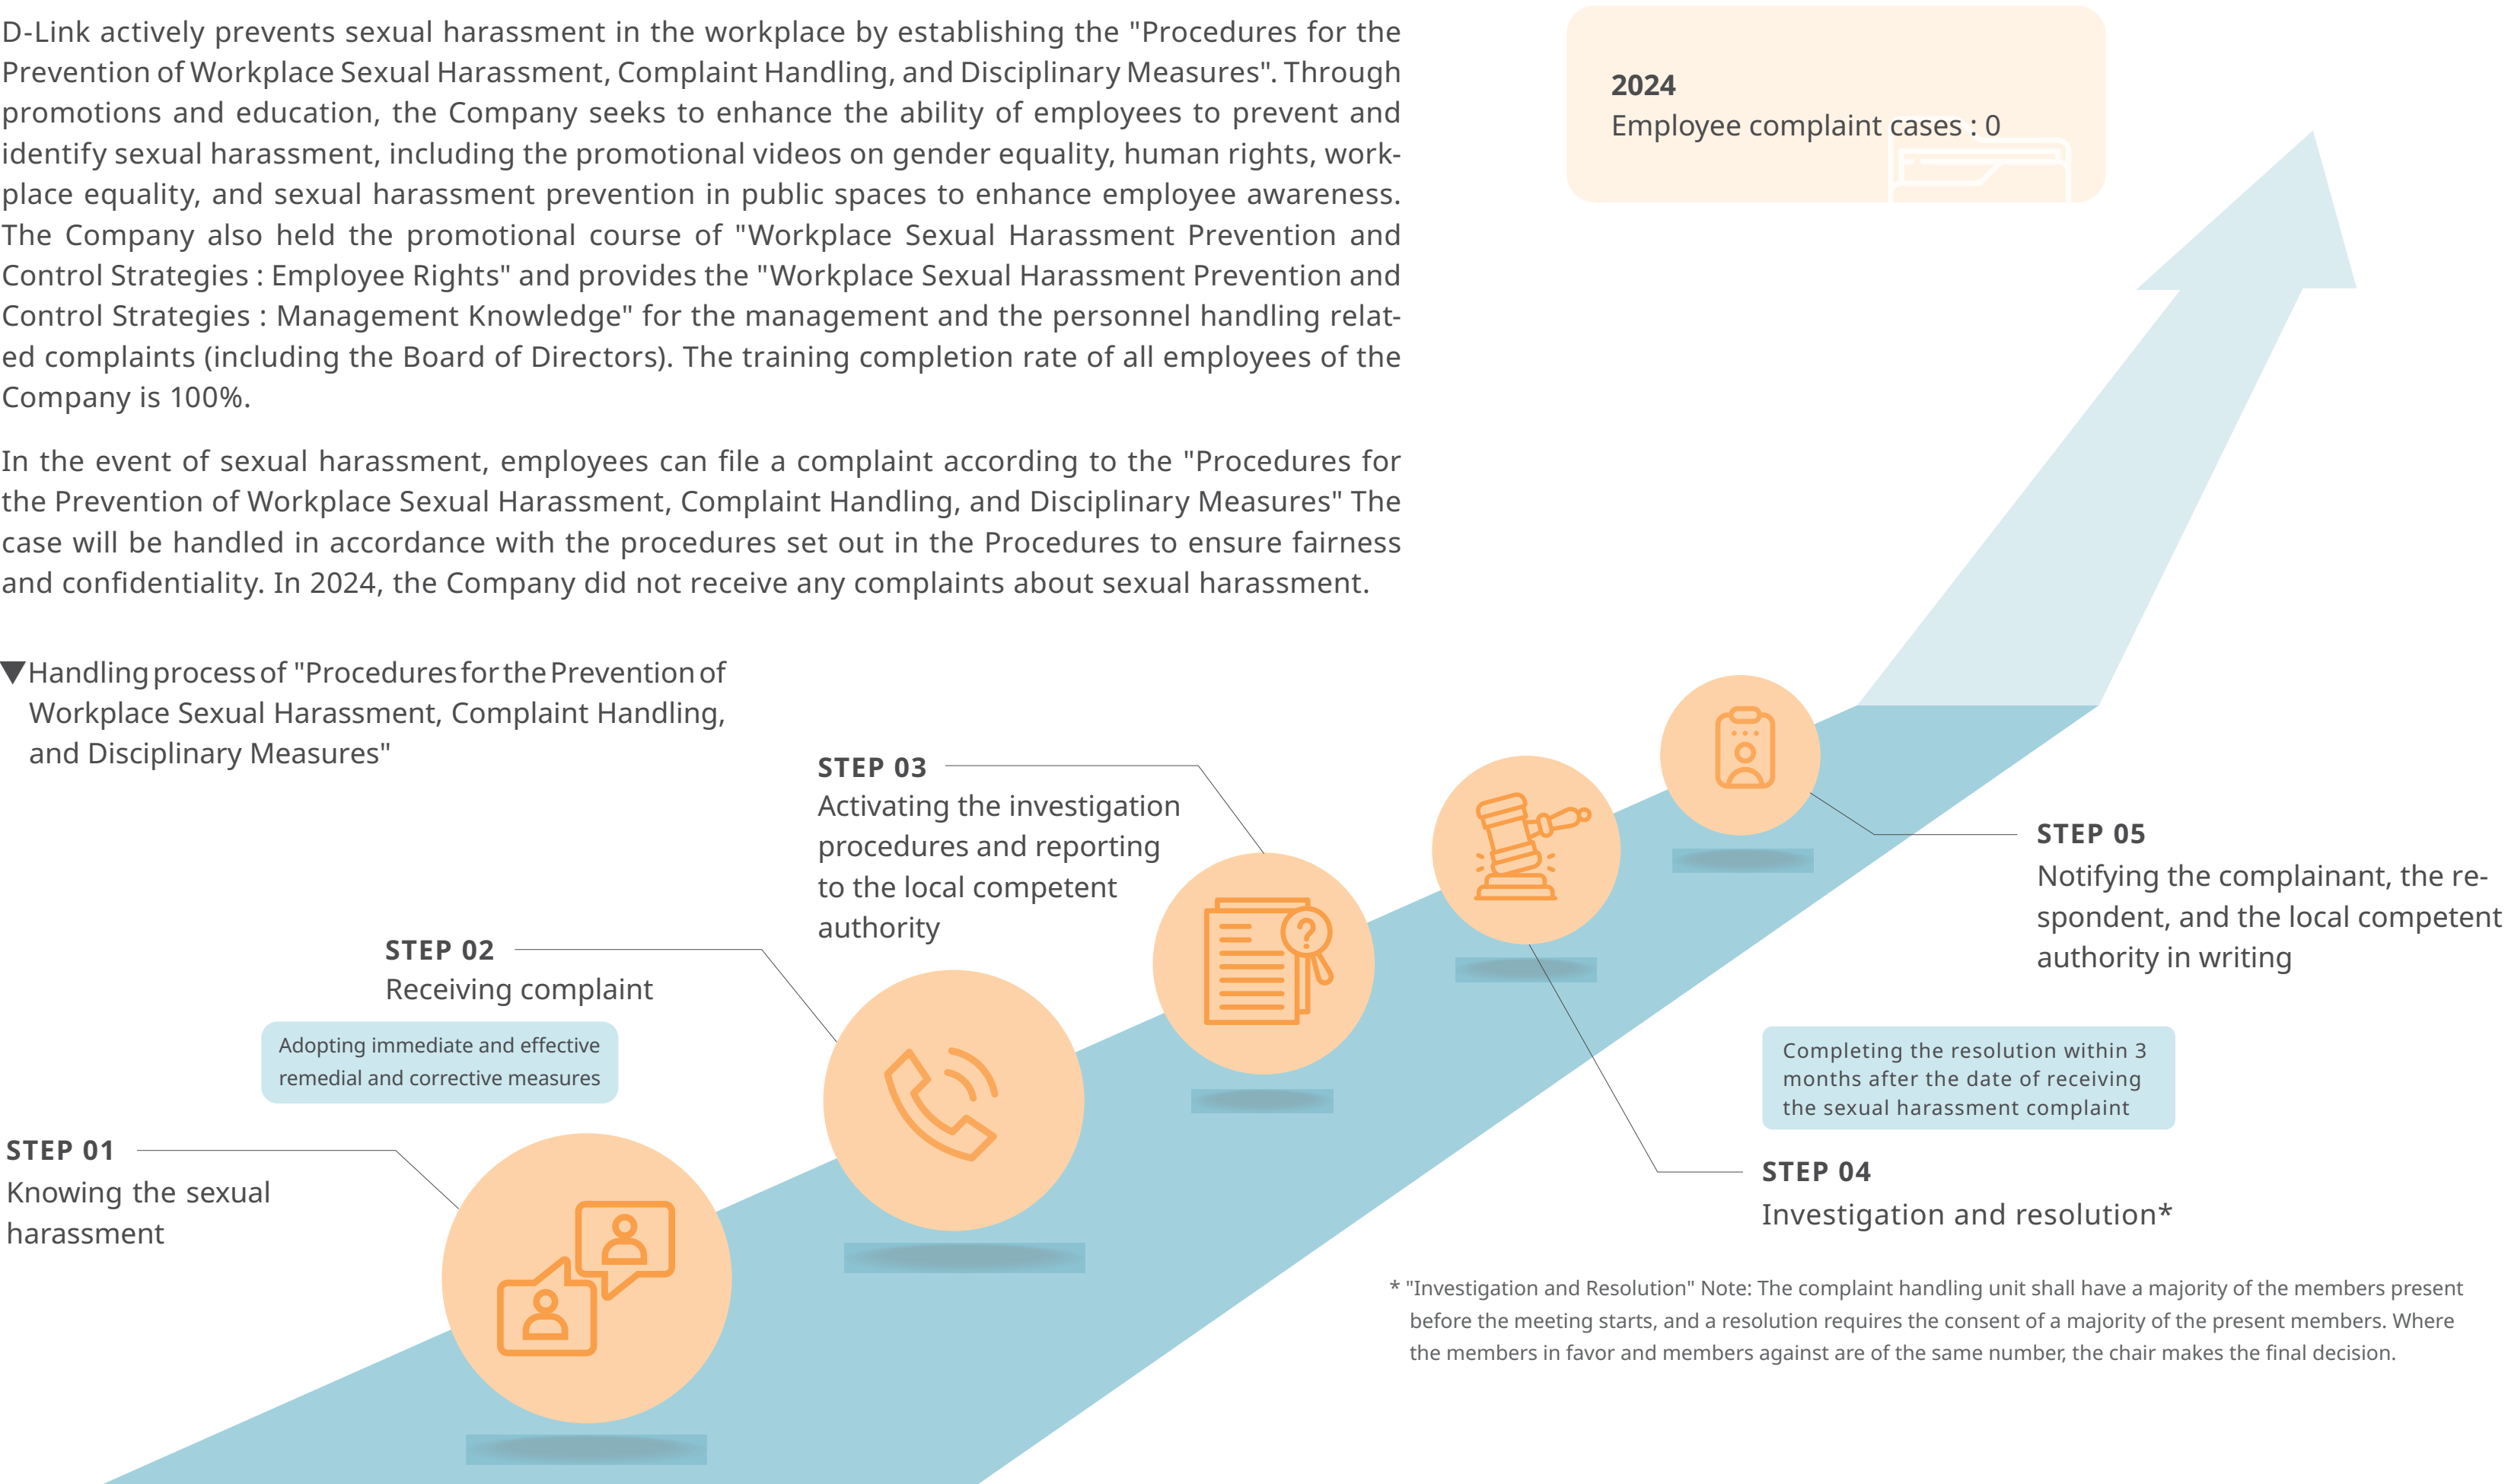 D-Link actively prevents sexual harassment in the workplace by establishing the "Procedures for the
Prevention of Workplace Sexual Harassment, Complaint Handling, and Disciplinary Measures". Through
promotions and education, the Company seeks to enhance the ability of employees to prevent and
identify sexual harassment, including the promotional videos on gender equality, human rights, work-
place equality, and sexual harassment prevention in public spaces to enhance employee awareness.
The Company also held the promotional course of "Workplace Sexual Harassment Prevention and
Control Strategies : Employee Rights" and provides the "Workplace Sexual Harassment Prevention and
Control Strategies : Management Knowledge" for the management and the personnel handling relat-
ed complaints (including the Board of Directors). The training completion rate of all employees of the
Company is 100%.
In the event of sexual harassment, employees can file a complaint according to the "Procedures for
the Prevention of Workplace Sexual Harassment, Complaint Handling, and Disciplinary Measures" The
case will be handled in accordance with the procedures set out in the Procedures to ensure fairness
and confidentiality. In 2024, the Company did not receive any complaints about sexual harassment.
2024
Employee complaint cases : 0
▼Handling process of "Procedures for the Prevention of
Workplace Sexual Harassment, Complaint Handling,
and Disciplinary Measures"
STEP 01
Knowing the sexual
harassment
Adopting immediate and effective
remedial and corrective measures
STEP 02
Receiving complaint
STEP 03
Activating the investigation
procedures and reporting
to the local competent
authority
Completing the resolution within 3
months after the date of receiving
the sexual harassment complaint
STEP 04
Investigation and resolution*
STEP 05
Notifying the complainant, the re-
spondent, and the local competent
authority in writing
* "Investigation and Resolution" Note: The complaint handling unit shall have a majority of the members present
before the meeting starts, and a resolution requires the consent of a majority of the present members. Where
the members in favor and members against are of the same number, the chair makes the final decision.